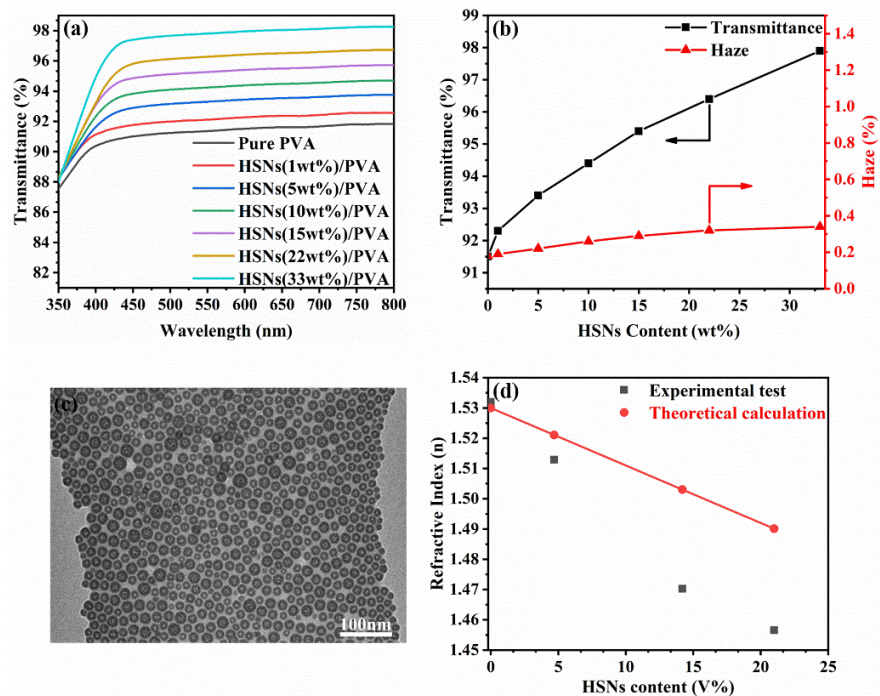 (a)
98
96
94
92
90
88
86
84
82
Transmittance (%)
Pure PVA
HSNs(1wt%)/PVA
HSNs(5wt%)/PVA
HSNs(10wt%)/PVA
HSNs(15wt%)/PVA
HSNs(22wt%)/PVA
HSNs(33wt%)/PVA
350 400 450 500 550 600 650 700 750 800
Wavelength (nm)
(b)
Transmittance
Haze
99
98
97
96
95
94
93
92
91
Transmittance (%)
1.4
1.2
1.0
0.8
0.6
0.4
0.2
0.0
Haze (%)
0 5 10 15 20 25 30
HSNs Content (wt%)
(c)
100nm
(d)
Experimental test
Theoretical calculation
1.54
1.53
1.52
1.51
1.50
1.49
1.48
1.47
1.46
1.45
Refractive Index (n)
0 5 10 15 20 25
HSNs content (V%)